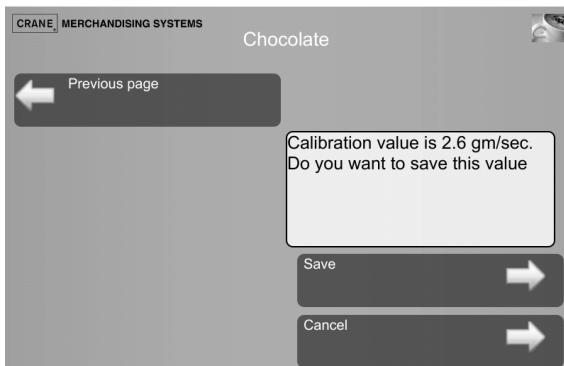 CRANE MERCHANDISING SYSTEMS
Chocolate
Previous page
Calibration value is 2.6 gm/sec.
Do you want to save this value
Save
Cancel